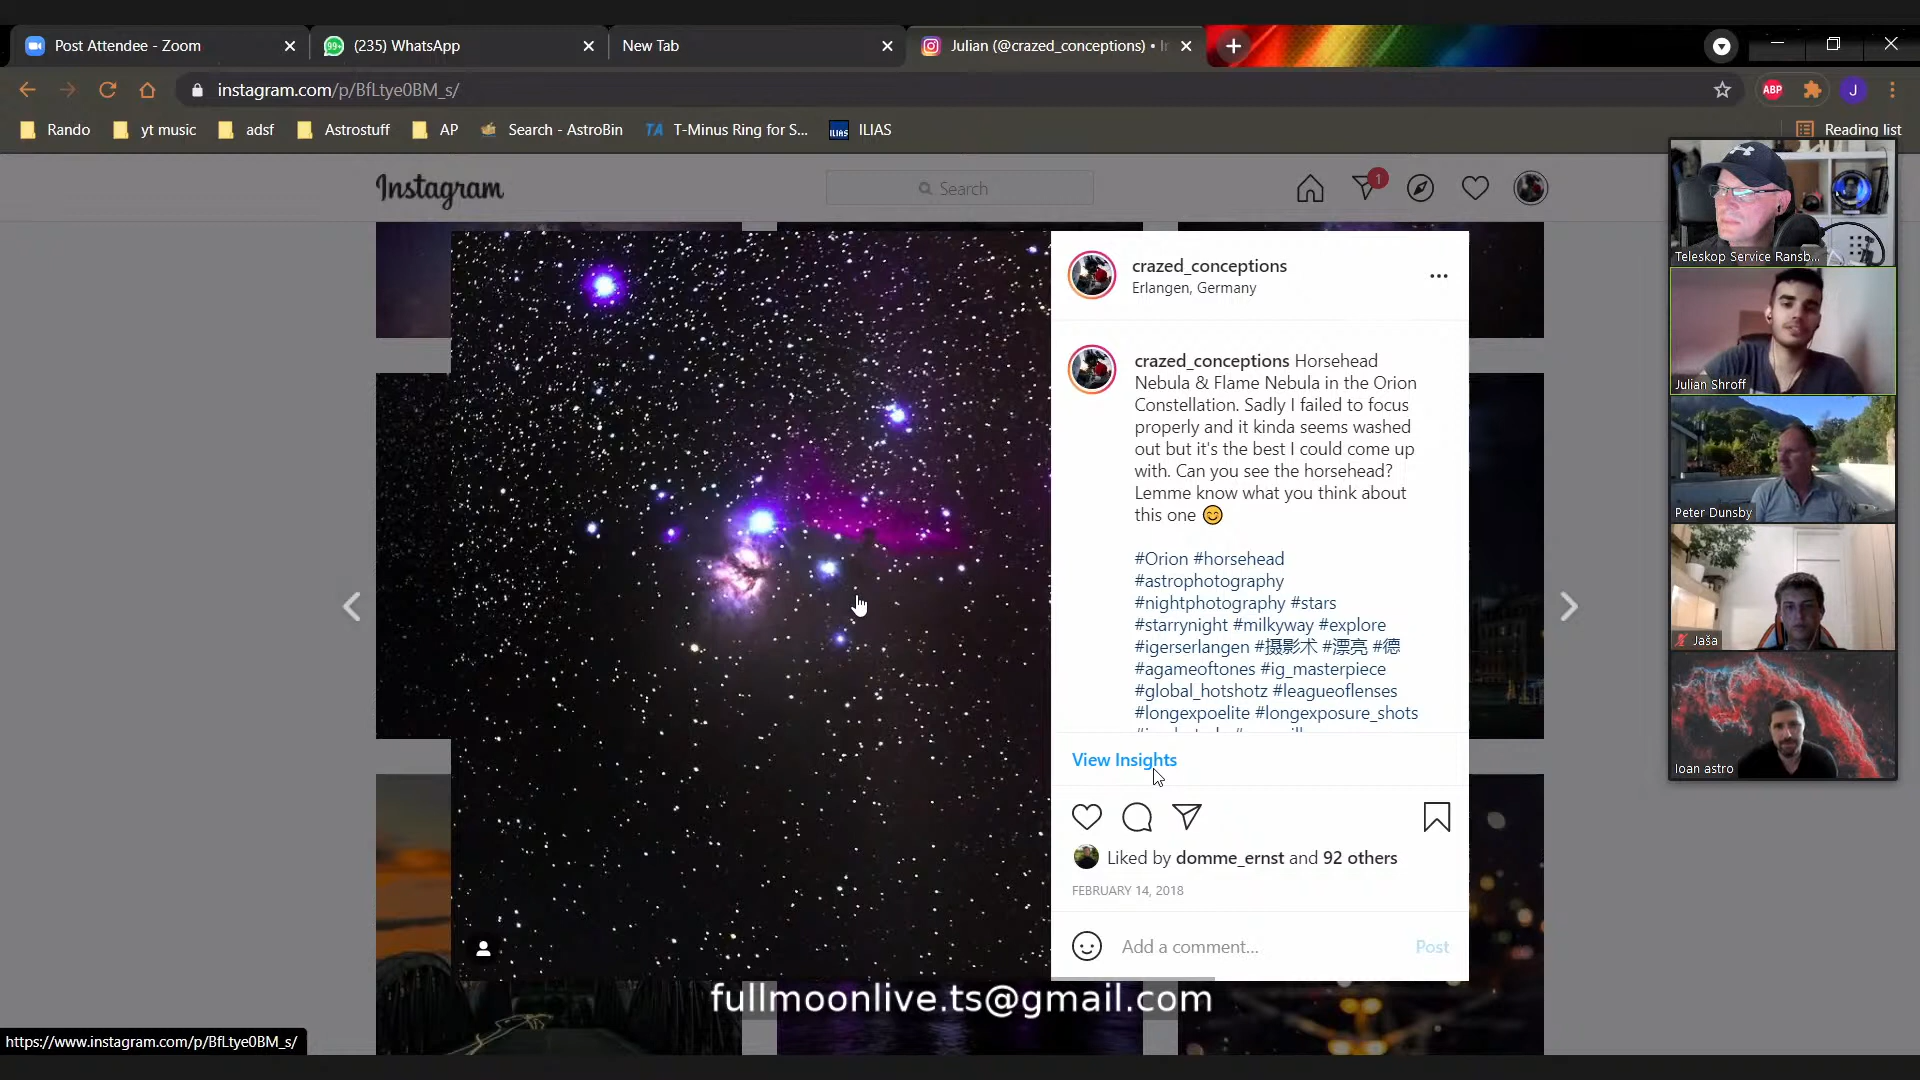 Post Attendee - Zoom
(235) WhatsApp
New Tab
Julian (@crazed_conceptions) •
instagram.com/p/BfLtye0BM_s/
ABP
J
Rando
yt music
adsf
Astrostuff
AP
Search - AstroBin
TA T-Minus Ring for S...
ILIAS ILIAS
Reading list
Instagram
Search
1
crazed_conceptions
Erlangen, Germany
crazed_conceptions Horsehead
Nebula & Flame Nebula in the Orion
Constellation. Sadly I failed to focus
properly and it kinda seems washed
out but it's the best I could come up
with. Can you see the horsehead?
Lemme know what you think about
this one 😊
#Orion #horsehead
#astrophotography
#nightphotography #stars
#starrynight #milkyway #explore
#igerserlangen #摄影术 #漂亮 #德
#agameoftones #ig_masterpiece
#global_hotshotz #leagueoflenses
#longexpoelite #longexposure_shots
View Insights
Liked by domme_ernst and 92 others
FEBRUARY 14, 2018
Add a comment...
Post
Teleskop Service Ransb...
Julian Shroff
Peter Dunsby
Jaša
Ioan astro
fullmoonlive.ts@gmail.com
https://www.instagram.com/p/BfLtye0BM_s/